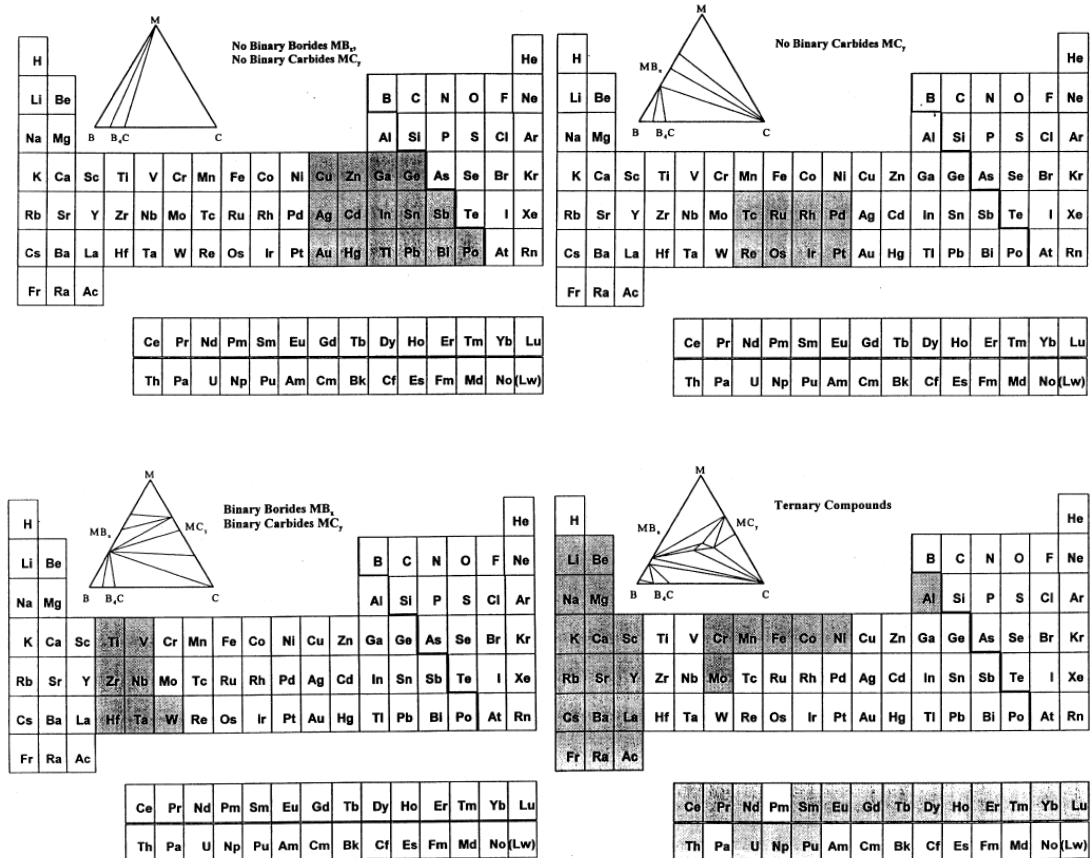 M
No Binary Borides MBx,
No Binary Carbides MCy
B B4C C
H He
Li Be B C N O F Ne
Na Mg Al Si P S Cl Ar
K Ca Sc Ti V Cr Mn Fe Co Ni Cu Zn Ga Ge As Se Br Kr
Rb Sr Y Zr Nb Mo Tc Ru Rh Pd Ag Cd In Sn Sb Te I Xe
Cs Ba La Hf Ta W Re Os Ir Pt Au Hg Tl Pb Bi Po At Rn
Fr Ra Ac
Ce Pr Nd Pm Sm Eu Gd Tb Dy Ho Er Tm Yb Lu
Th Pa U Np Pu Am Cm Bk Cf Es Fm Md No (Lw)
M
No Binary Carbides MCy
MBx
B B4C C
H He
Li Be B C N O F Ne
Na Mg Al Si P S Cl Ar
K Ca Sc Ti V Cr Mn Fe Co Ni Cu Zn Ga Ge As Se Br Kr
Rb Sr Y Zr Nb Mo Tc Ru Rh Pd Ag Cd In Sn Sb Te I Xe
Cs Ba La Hf Ta W Re Os Ir Pt Au Hg Tl Pb Bi Po At Rn
Fr Ra Ac
Ce Pr Nd Pm Sm Eu Gd Tb Dy Ho Er Tm Yb Lu
Th Pa U Np Pu Am Cm Bk Cf Es Fm Md No (Lw)
M
Binary Borides MBx
Binary Carbides MCy
MBx MCy
B B4C C
H He
Li Be B C N O F Ne
Na Mg Al Si P S Cl Ar
K Ca Sc Ti V Cr Mn Fe Co Ni Cu Zn Ga Ge As Se Br Kr
Rb Sr Y Zr Nb Mo Tc Ru Rh Pd Ag Cd In Sn Sb Te I Xe
Cs Ba La Hf Ta W Re Os Ir Pt Au Hg Tl Pb Bi Po At Rn
Fr Ra Ac
Ce Pr Nd Pm Sm Eu Gd Tb Dy Ho Er Tm Yb Lu
Th Pa U Np Pu Am Cm Bk Cf Es Fm Md No (Lw)
M
Ternary Compounds
MBx MCy
B B4C C
H He
Li Be B C N O F Ne
Na Mg Al Si P S Cl Ar
K Ca Sc Ti V Cr Mn Fe Co Ni Cu Zn Ga Ge As Se Br Kr
Rb Sr Y Zr Nb Mo Tc Ru Rh Pd Ag Cd In Sn Sb Te I Xe
Cs Ba La Hf Ta W Re Os Ir Pt Au Hg Tl Pb Bi Po At Rn
Fr Ra Ac
Ce Pr Nd Pm Sm Eu Gd Tb Dy Ho Er Tm Yb Lu
Th Pa U Np Pu Am Cm Bk Cf Es Fm Md No (Lw)